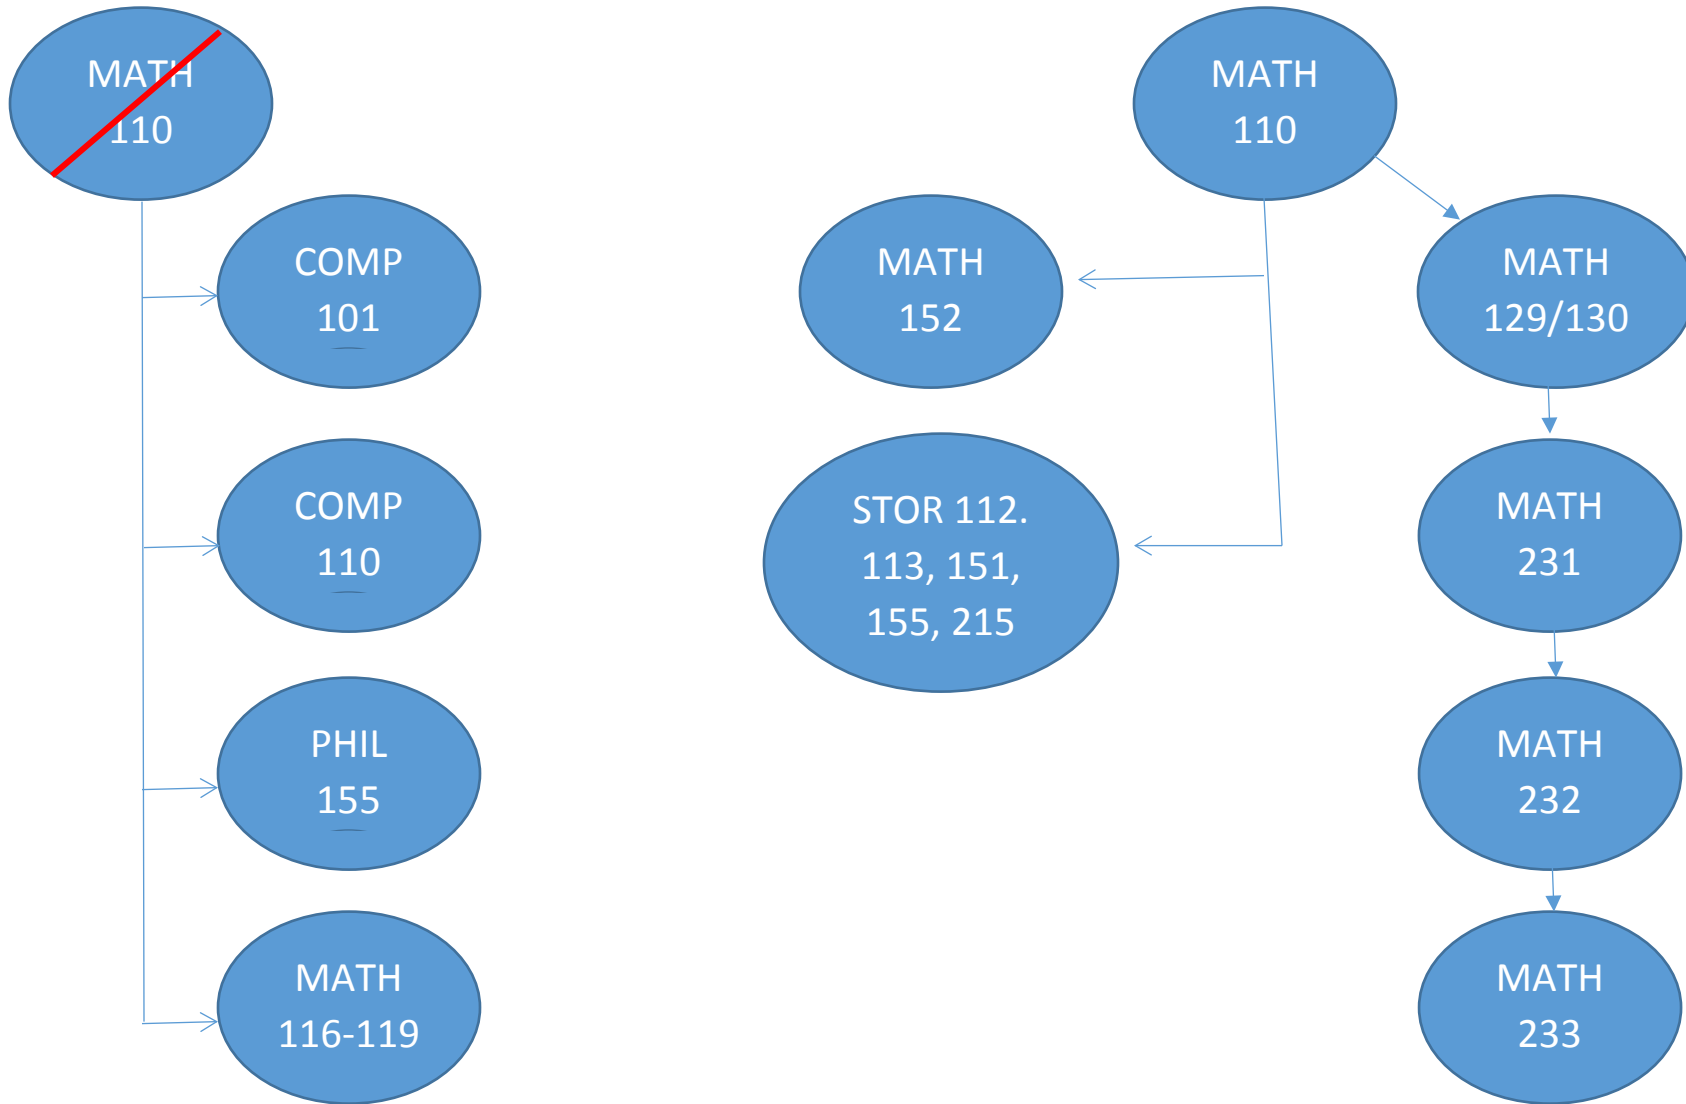 MATH
110
COMP
101
COMP
110
PHIL
155
MATH
116-119
MATH
110
MATH
152
STOR 112.
113, 151,
155, 215
MATH
129/130
MATH
231
MATH
232
MATH
233